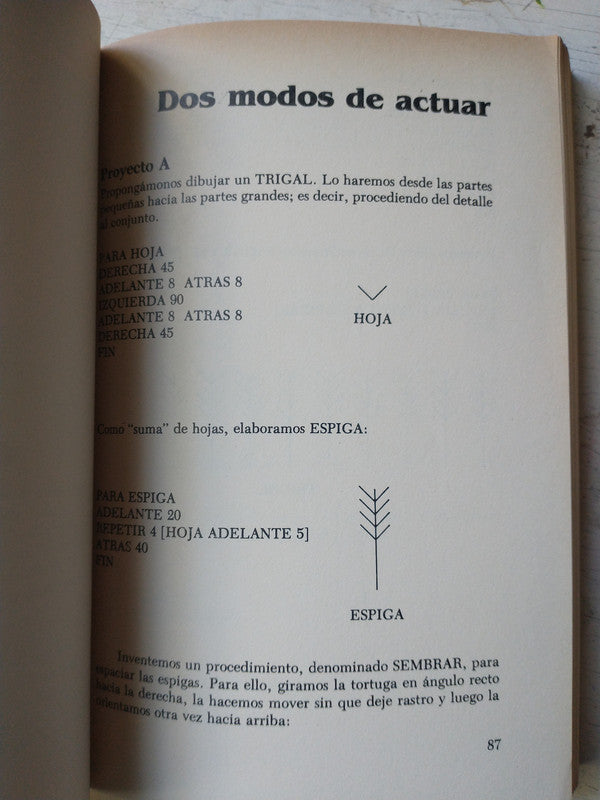 Dos modos de actuar
Proyecto A
Propongámonos dibujar un TRIGAL. Lo haremos desde las partes
pequeñas hacia las partes grandes; es decir, procediendo del detalle
al conjunto.
PARA HOJA
DERECHA 45
ADELANTE 8 ATRAS 8
IZQUIERDA 90
ADELANTE 8 ATRAS 8
DERECHA 45
FIN
HOJA
Como "suma" de hojas, elaboramos ESPIGA:
PARA ESPIGA
ADELANTE 20
REPETIR 4 [HOJA ADELANTE 5]
ATRAS 40
FIN
ESPIGA
Inventemos un procedimiento, denominado SEMBRAR, para
espaciar las espigas. Para ello, giramos la tortuga en ángulo recto
hacia la derecha, la hacemos mover sin que deje rastro y luego la
orientamos otra vez hacia arriba:
87